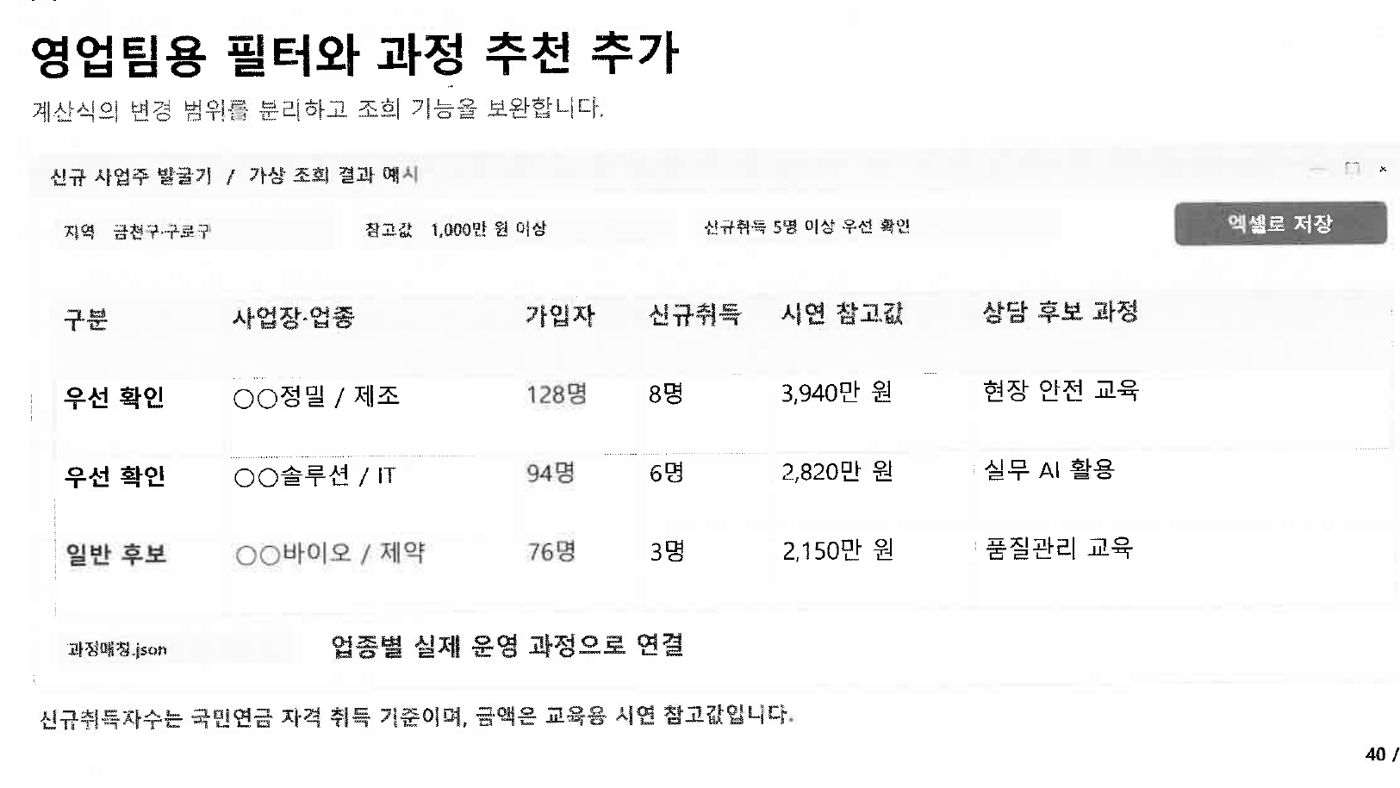 영업팀용 필터와 과정 추천 추가
계산식의 변경 범위를 분리하고 조회 기능을 보완합니다.
신규 사업주 발굴기 / 가상 조회 결과 예시
지역 금천구·구로구 참고값 1,000만 원 이상 신규취득 5명 이상 우선 확인 엑셀로 저장
구분 사업장·업종 가입자 신규취득 시연 참고값 상담 후보 과정
우선 확인 ○○정밀 / 제조 128명 8명 3,940만 원 현장 안전 교육
우선 확인 ○○솔루션 / IT 94명 6명 2,820만 원 실무 AI 활용
일반 후보 ○○바이오 / 제약 76명 3명 2,150만 원 품질관리 교육
과정매칭.json 업종별 실제 운영 과정으로 연결
신규취득자수는 국민연금 자격 취득 기준이며, 금액은 교육용 시연 참고값입니다.
40 /